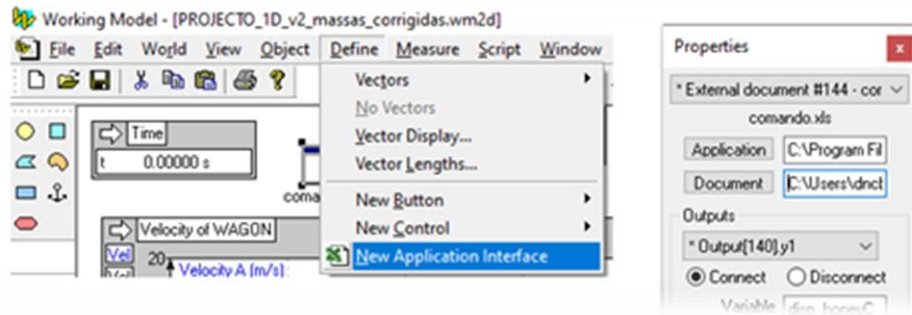 Working Model - [PROJECTO_1D_v2_massas_corrigidas.wm2d]
File Edit World View Object Define Measure Script Window
Vectors
No Vectors
Vector Display...
Vector Lengths...
New Button
New Control
New Application Interface
Time
t 0.00000 s
coma
Velocity of WAGON
Vel
20
Velocity A (m/s)
Properties
x
* External document #144 - cor
comando.xls
Application C:\Program Fil
Document C:\Users\dnct
Outputs
* Output[140].y1
Connect Disconnect
Variable